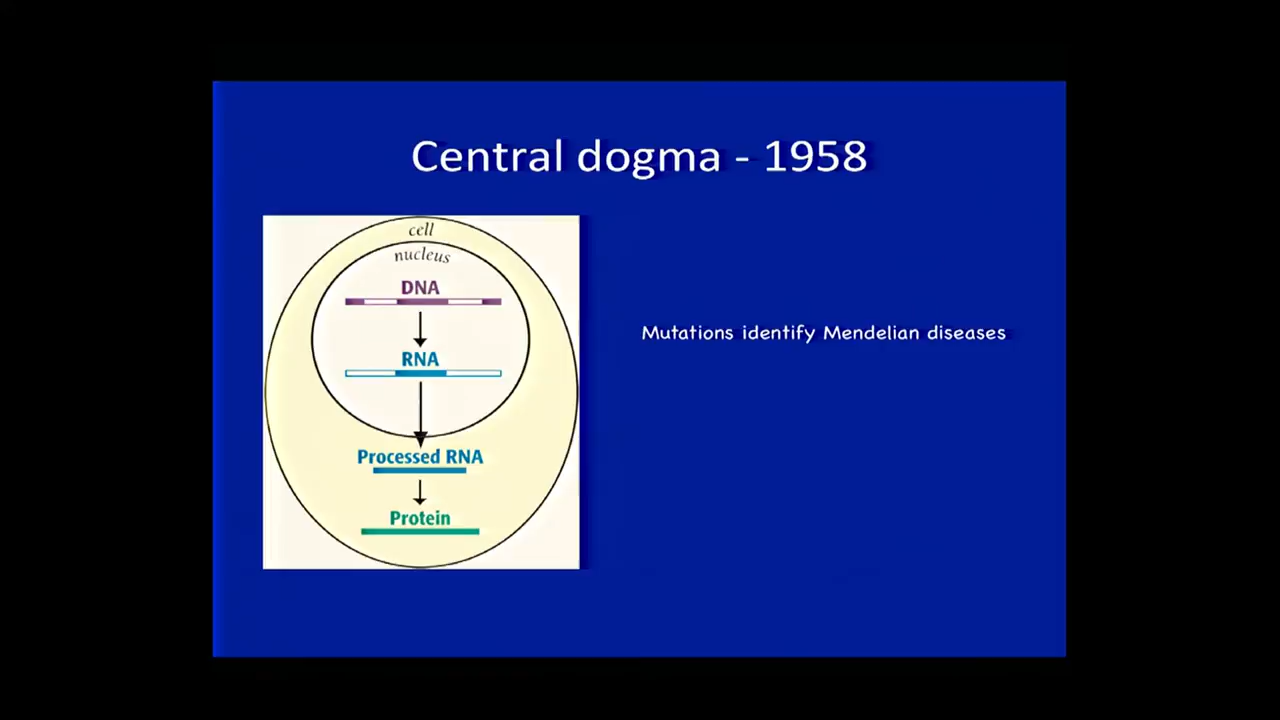 Central dogma - 1958
cell
nucleus
DNA
RNA
Processed RNA
Protein
Mutations identify Mendelian diseases